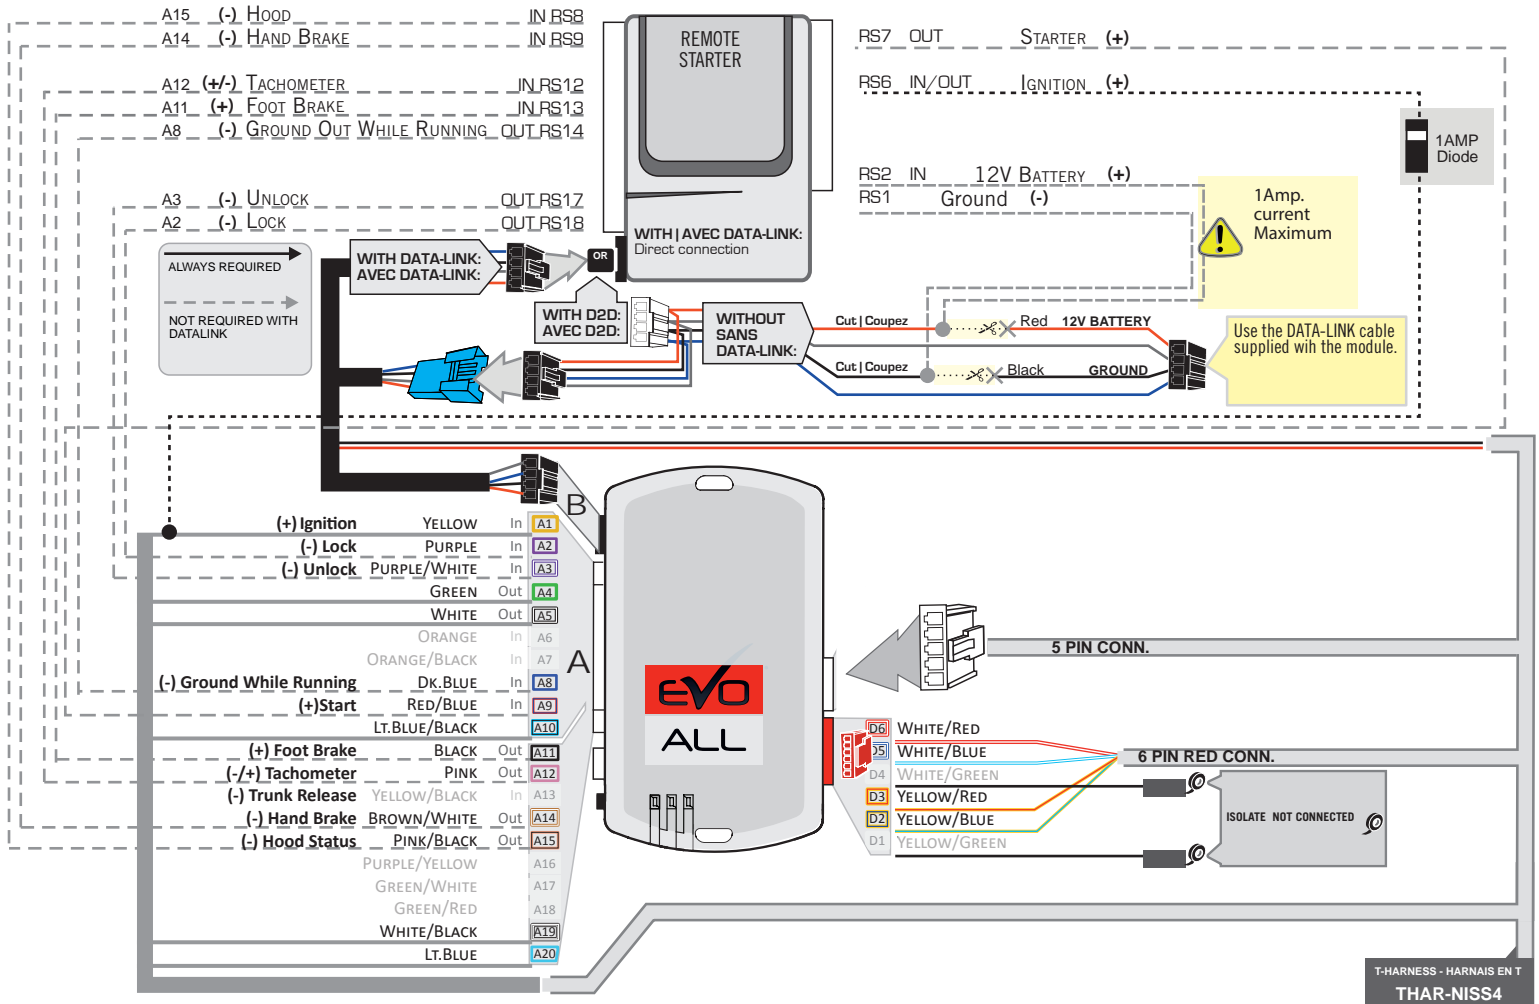 A15 (-) HOOD IN RS8
A14 (-) HAND BRAKE IN RS9
A12 (+/-) TACHOMETER IN RS12
A11 (+) FOOT BRAKE IN RS13
A8 (-) GROUND OUT WHILE RUNNING OUT RS14
A3 (-) UNLOCK OUT RS17
A2 (-) LOCK OUT RS18
REMOTE
STARTER
WITH | AVEC DATA-LINK:
Direct connection
RS7 OUT STARTER (+)
RS6 IN/OUT IGNITION (+)
1AMP
Diode
RS2 IN 12V BATTERY (+)
RS1 Ground (-)
1Amp.
current
Maximum
ALWAYS REQUIRED
NOT REQUIRED WITH
DATALINK
WITH DATA-LINK:
AVEC DATA-LINK:
OR
WITH D2D:
AVEC D2D:
WITHOUT
SANS
DATA-LINK:
Cut | Coupez Red 12V BATTERY
Cut | Coupez Black GROUND
Use the DATA-LINK cable
supplied wih the module.
B
A
(+) Ignition YELLOW In A1
(-) Lock PURPLE In A2
(-) Unlock PURPLE/WHITE In A3
GREEN Out A4
WHITE Out A5
ORANGE In A6
ORANGE/BLACK In A7
(-) Ground While Running DK.BLUE In A8
(+)Start RED/BLUE In A9
LT.BLUE/BLACK A10
(+) Foot Brake BLACK Out A11
(-/+) Tachometer PINK Out A12
(-) Trunk Release YELLOW/BLACK In A13
(-) Hand Brake BROWN/WHITE Out A14
(-) Hood Status PINK/BLACK Out A15
PURPLE/YELLOW A16
GREEN/WHITE A17
GREEN/RED A18
WHITE/BLACK A19
LT.BLUE A20
EVO
ALL
5 PIN CONN.
D6 WHITE/RED
D5 WHITE/BLUE
D4 WHITE/GREEN
D3 YELLOW/RED
D2 YELLOW/BLUE
D1 YELLOW/GREEN
6 PIN RED CONN.
ISOLATE NOT CONNECTED
T-HARNESS - HARNAIS EN T
THAR-NISS4